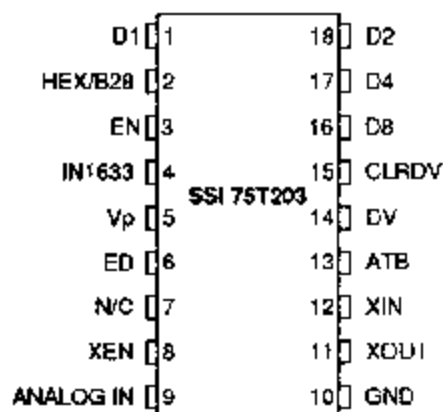 D1 1 18 D2
HEX/B28 2 17 D4
EN 3 16 D8
IN1633 4 15 CLRDV
SSI 75T203
Vp 5 14 DV
ED 6 13 ATB
N/C 7 12 XIN
XEN 8 11 XOUT
ANALOG IN 9 10 GND